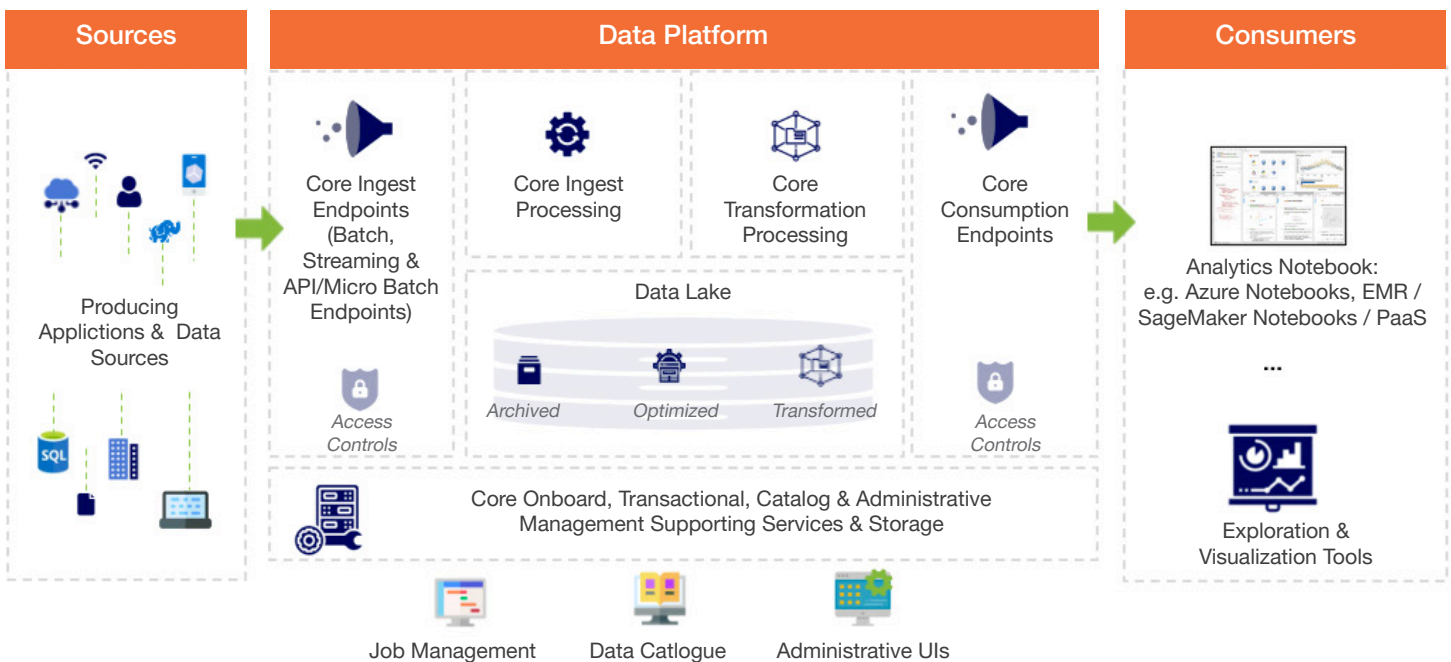 Sources
Data Platform
Consumers
Producing
Applictions & Data
Sources
SQL
Core Ingest
Endpoints
(Batch,
Streaming &
API/Micro Batch
Endpoints)
Access
Controls
Core Ingest
Processing
Core
Transformation
Processing
Data Lake
Archived
Optimized
Transformed
Core
Consumption
Endpoints
Access
Controls
Core Onboard, Transactional, Catalog & Administrative
Management Supporting Services & Storage
Analytics Notebook:
e.g. Azure Notebooks, EMR /
SageMaker Notebooks / PaaS
...
Exploration &
Visualization Tools
Job Management
Data Catlogue
Administrative UIs